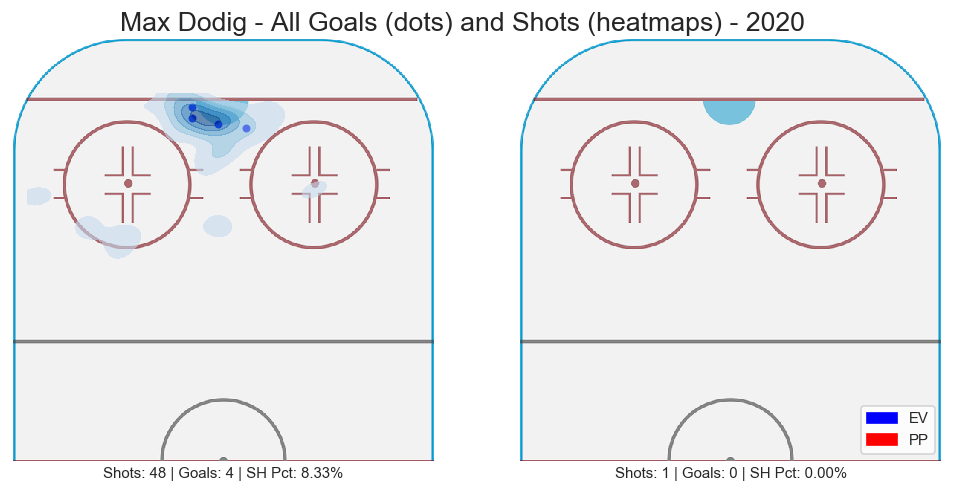 Max Dodig - All Goals (dots) and Shots (heatmaps) - 2020
EV
PP
Shots: 48 | Goals: 4 | SH Pct: 8.33%
Shots: 1 | Goals: 0 | SH Pct: 0.00%